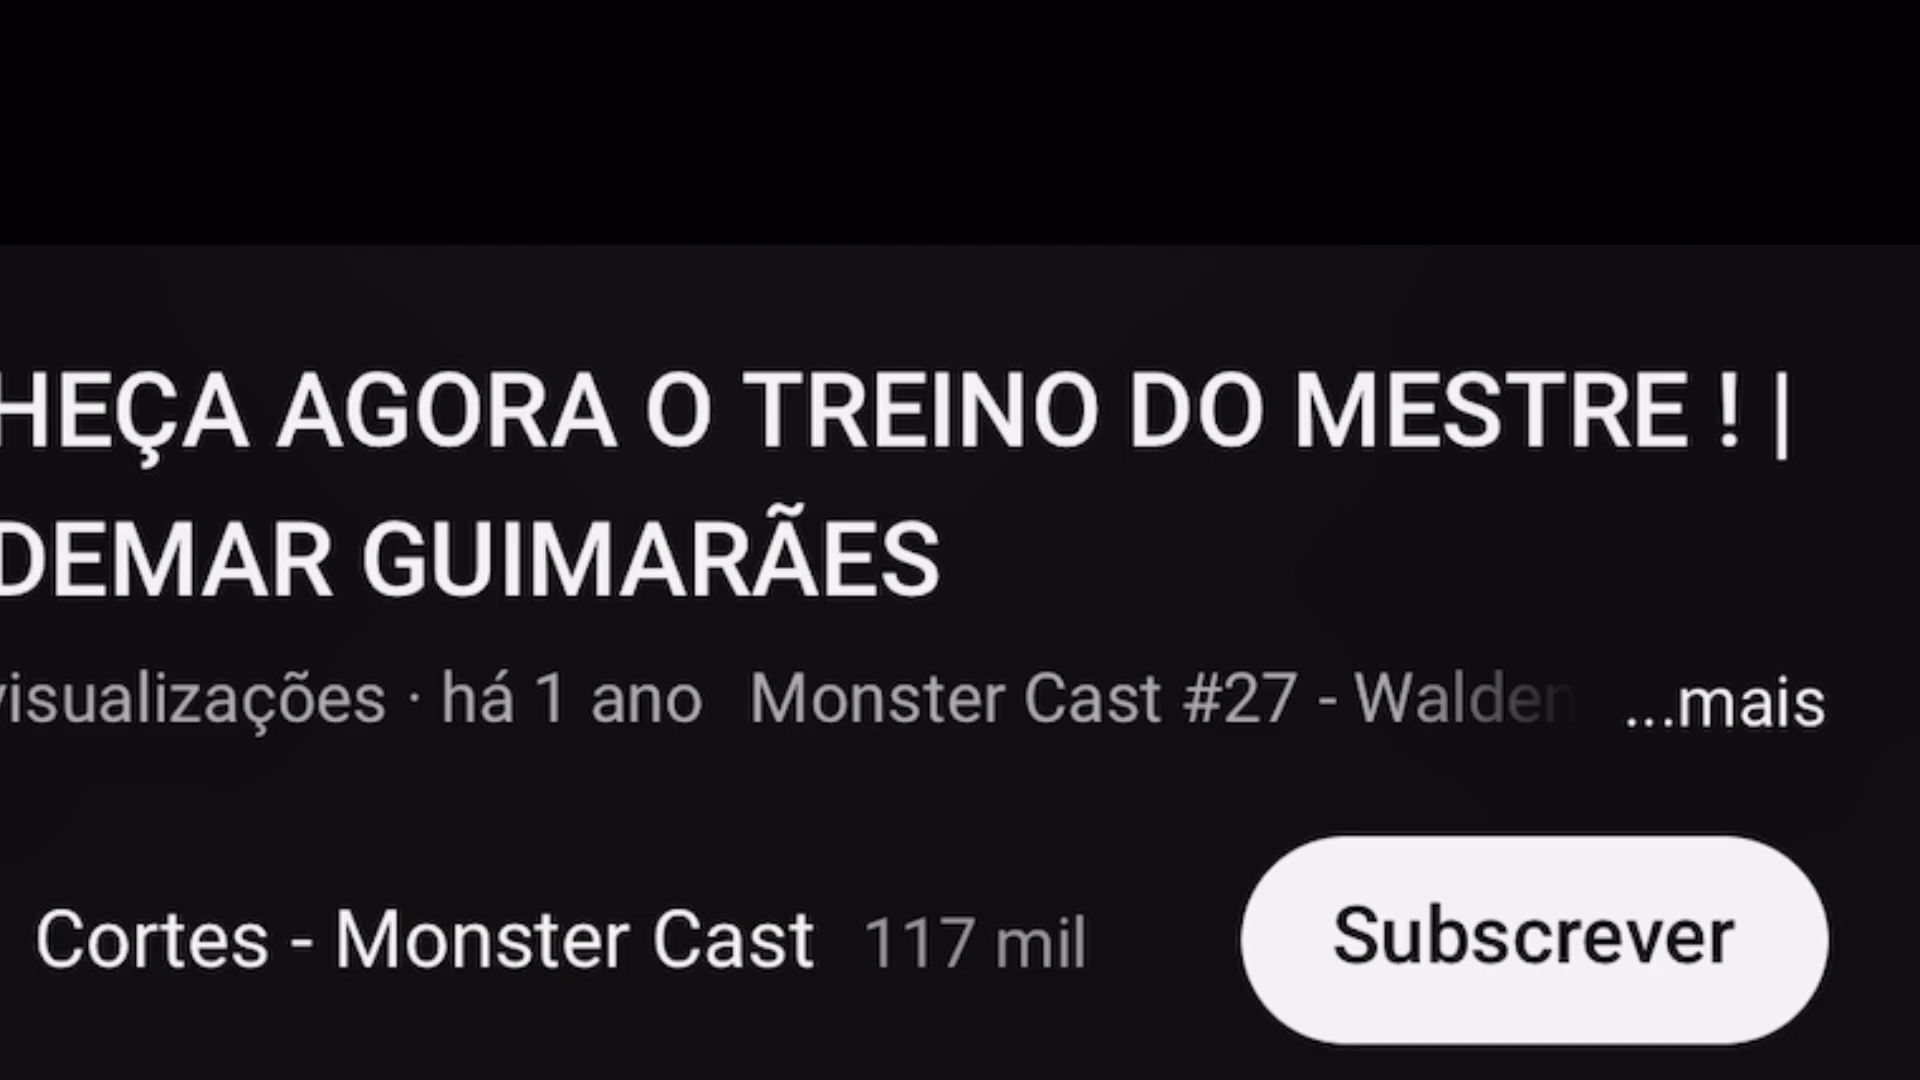 HEÇA AGORA O TREINO DO MESTRE ! |
DEMAR GUIMARÃES
visualizações · há 1 ano Monster Cast #27 - Walden ...mais
Cortes - Monster Cast 117 mil
Subscrever